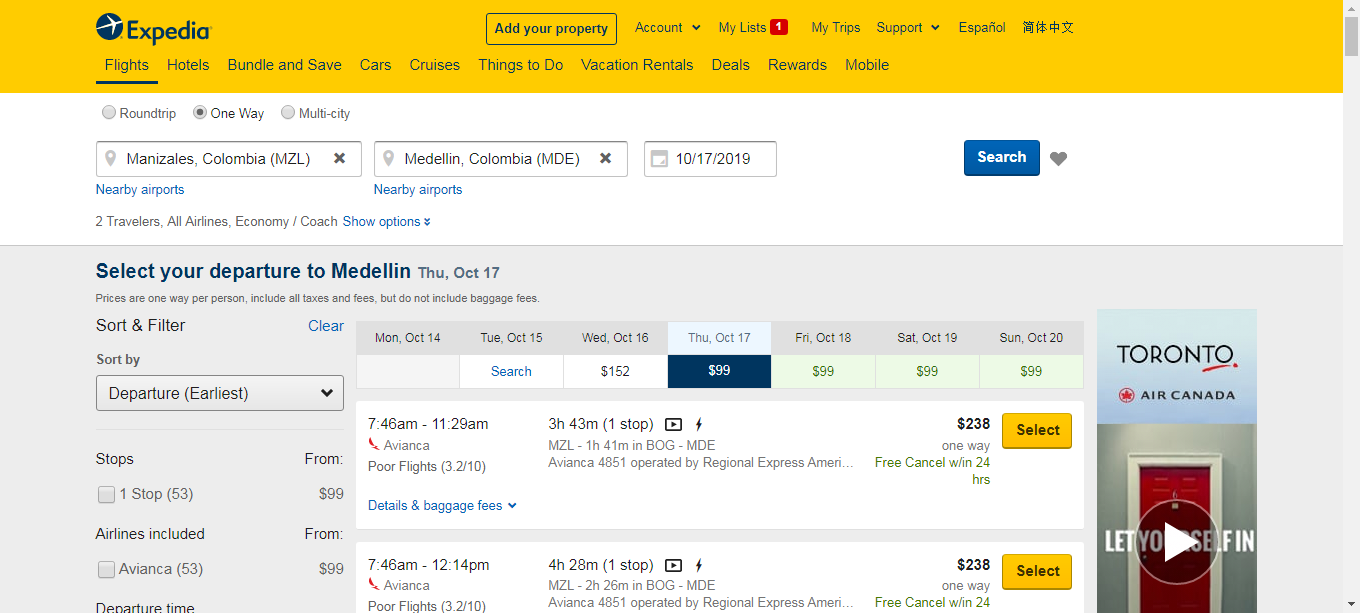 Expedia
Add your property
Account
My Lists 1
My Trips
Support
Español
简体中文
Flights
Hotels
Bundle and Save
Cars
Cruises
Things to Do
Vacation Rentals
Deals
Rewards
Mobile
Roundtrip
One Way
Multi-city
Manizales, Colombia (MZL)
Medellin, Colombia (MDE)
10/17/2019
Search
Nearby airports
Nearby airports
2 Travelers, All Airlines, Economy / Coach Show options
Select your departure to Medellin Thu, Oct 17
Prices are one way per person, include all taxes and fees, but do not include baggage fees.
Sort & Filter
Clear
Sort by
Departure (Earliest)
Stops
From:
1 Stop (53)
$99
Airlines included
From:
Avianca (53)
$99
Departure time
Mon, Oct 14
Tue, Oct 15
Wed, Oct 16
Thu, Oct 17
Fri, Oct 18
Sat, Oct 19
Sun, Oct 20
Search
$152
$99
$99
$99
$99
7:46am - 11:29am
3h 43m (1 stop)
$238
Select
Avianca
MZL - 1h 41m in BOG - MDE
one way
Poor Flights (3.2/10)
Avianca 4851 operated by Regional Express Ameri...
Free Cancel w/in 24
hrs
Details & baggage fees
7:46am - 12:14pm
4h 28m (1 stop)
$238
Select
Avianca
MZL - 2h 26m in BOG - MDE
one way
Poor Flights (3.2/10)
Avianca 4851 operated by Regional Express Ameri...
Free Cancel w/in 24
TORONTO
AIR CANADA
LET YOURSELF IN